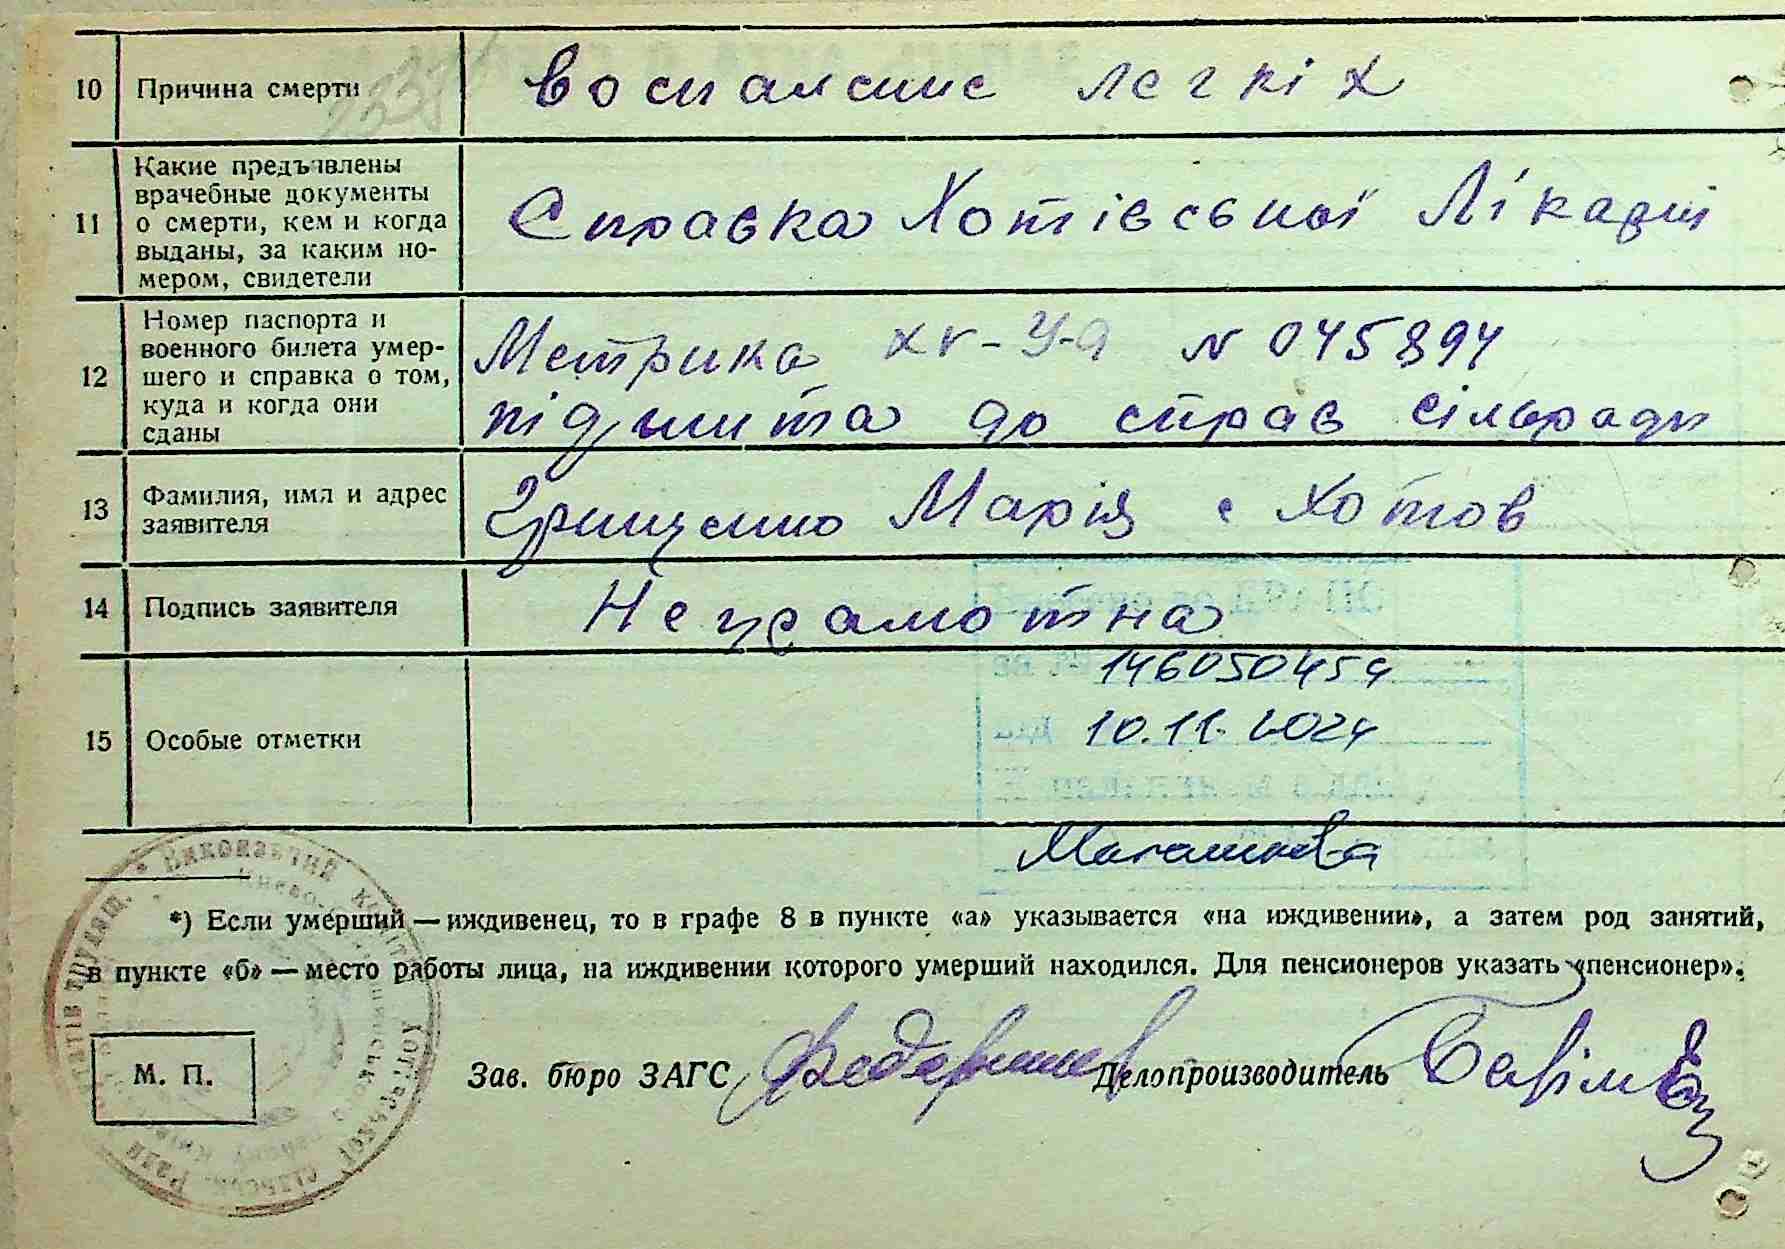 10 Причина смерти Воспаление легкіх
11 Какие предъявлены
врачебные документы
о смерти, кем и когда
выданы, за каким но-
мером, свидетели
Справка Хотівської Лікарні
12 Номер паспорта и
военного билета умер-
шего и справка о том,
куда и когда они
сданы
Метрика № 045894
підшита до справ сільради
13 Фамилия, имя и адрес
заявителя
Грищенко Марія с Хотов
14 Подпись заявителя Неграмотна
15 Особые отметки
146050454
10.11.2024
*) Если умерший — иждивенец, то в графе 8 в пункте «а» указывается «на иждивении», а затем род занятий,
в пункте «б» — место работы лица, на иждивении которого умерший находился. Для пенсионеров указать «пенсионер».
М. П.
Зав. бюро ЗАГС Делопроизводитель
Виконавчий